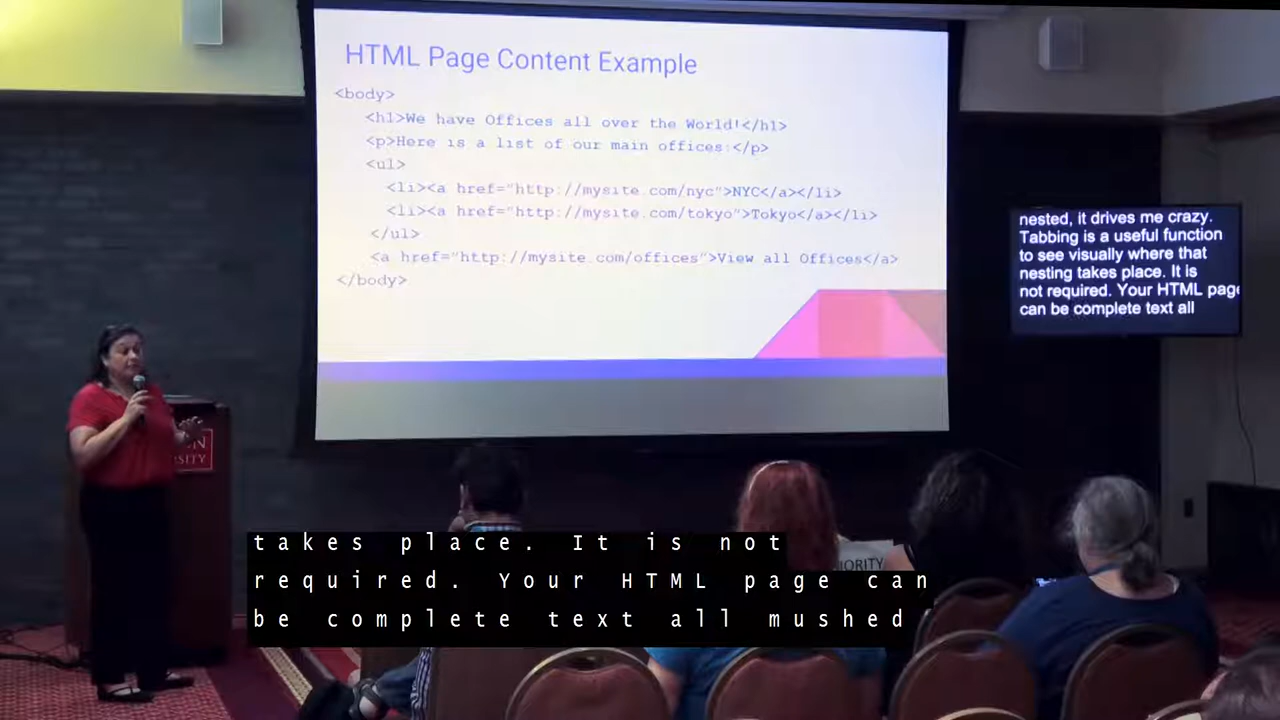 HTML Page Content Example
<body>
<h1>We have Offices all over the World!</h1>
<p>Here is a list of our main offices:</p>
<ul>
<li><a href="http://mysite.com/nyc">NYC</a></li>
<li><a href="http://mysite.com/tokyo">Tokyo</a></li>
</ul>
<a href="http://mysite.com/offices">View all Offices</a>
</body>
nested, it drives me crazy.
Tabbing is a useful function
to see visually where that
nesting takes place. It is
not required. Your HTML page
can be complete text all
takes place. It is not
required. Your HTML page can
be complete text all mushed